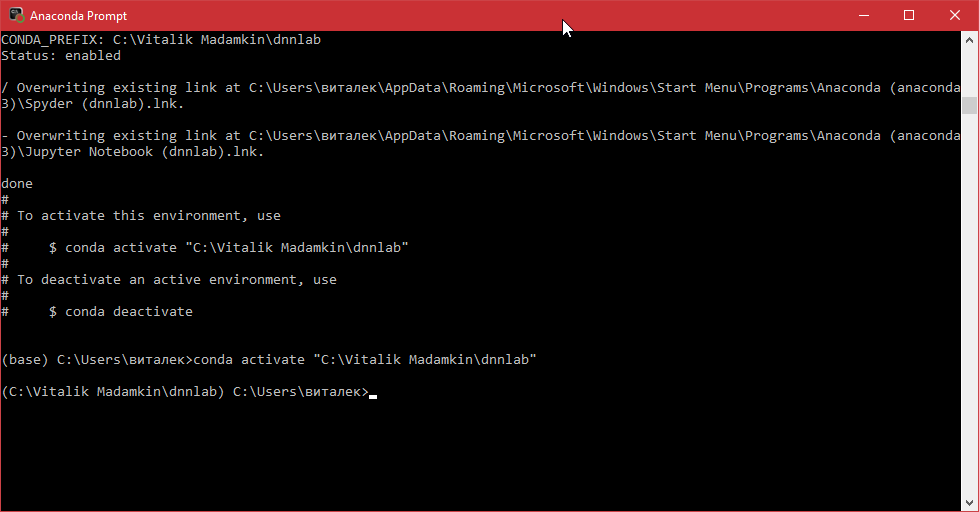 Anaconda Prompt
CONDA_PREFIX: C:\Vitalik Madamkin\dnnlab
Status: enabled
/ Overwriting existing link at C:\Users\виталек\AppData\Roaming\Microsoft\Windows\Start Menu\Programs\Anaconda (anaconda
3)\Spyder (dnnlab).lnk.
- Overwriting existing link at C:\Users\виталек\AppData\Roaming\Microsoft\Windows\Start Menu\Programs\Anaconda (anaconda
3)\Jupyter Notebook (dnnlab).lnk.
done
#
# To activate this environment, use
#
#     $ conda activate "C:\Vitalik Madamkin\dnnlab"
#
# To deactivate an active environment, use
#
#     $ conda deactivate
(base) C:\Users\виталек>conda activate "C:\Vitalik Madamkin\dnnlab"
(C:\Vitalik Madamkin\dnnlab) C:\Users\виталек>